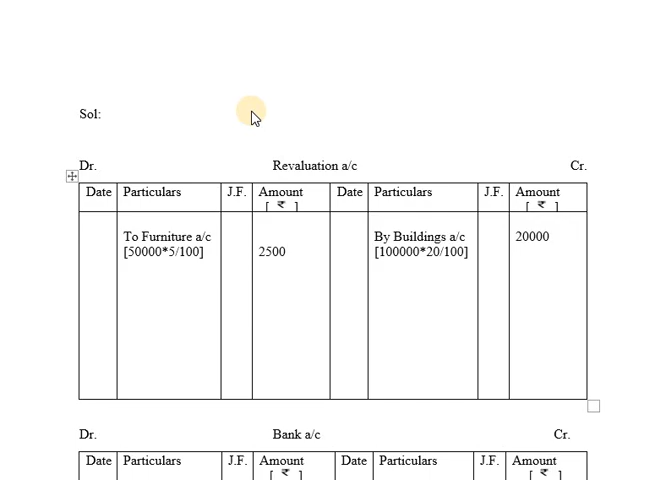 Sol:
Dr. Revaluation a/c Cr.
Date Particulars J.F. Amount Date Particulars J.F. Amount
[ ₹ ] [ ₹ ]
To Furniture a/c By Buildings a/c 20000
[50000*5/100] 2500 [100000*20/100]
Dr. Bank a/c Cr.
Date Particulars J.F. Amount Date Particulars J.F. Amount
[ ₹ ] [ ₹ ]